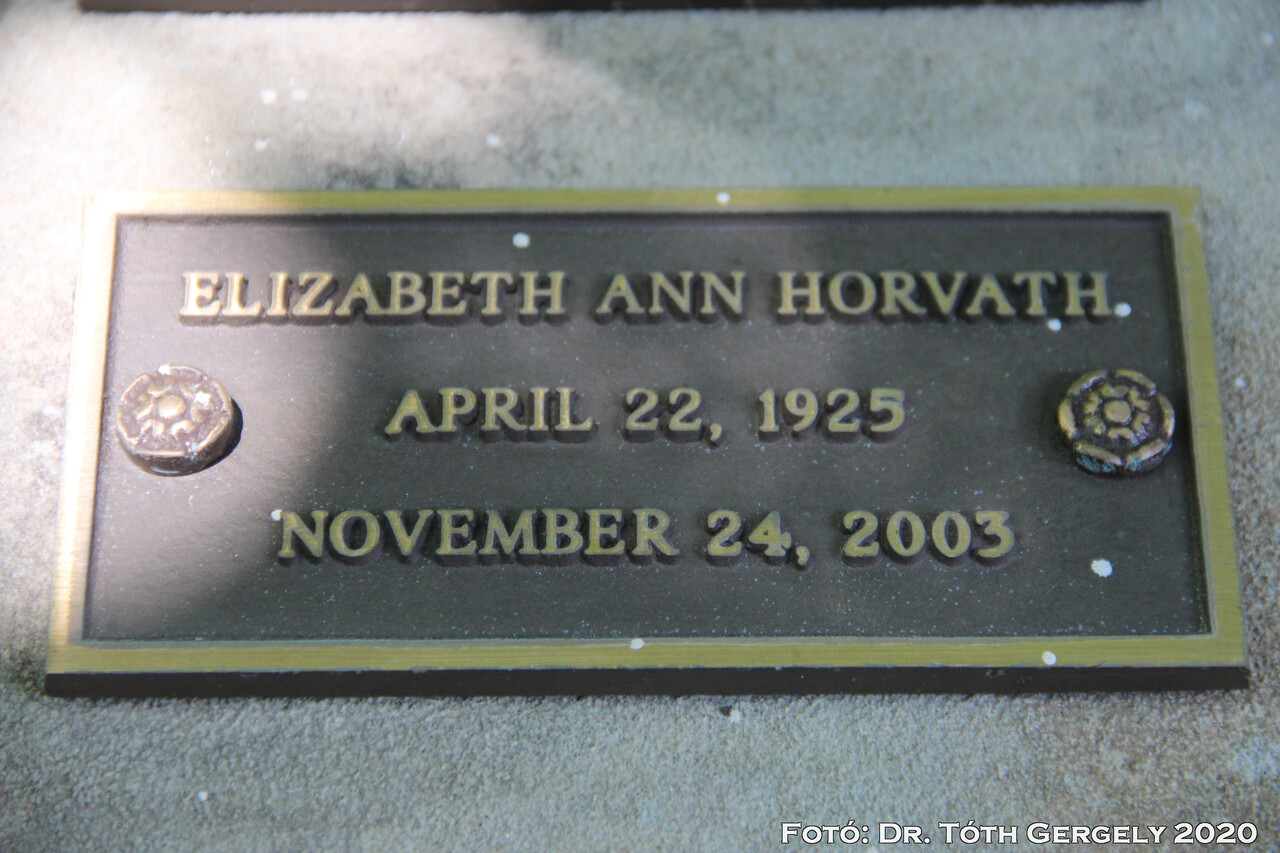 ELIZABETH ANN HORVATH
APRIL 22, 1925
NOVEMBER 24, 2003
Fotó: Dr. Tóth Gergely 2020